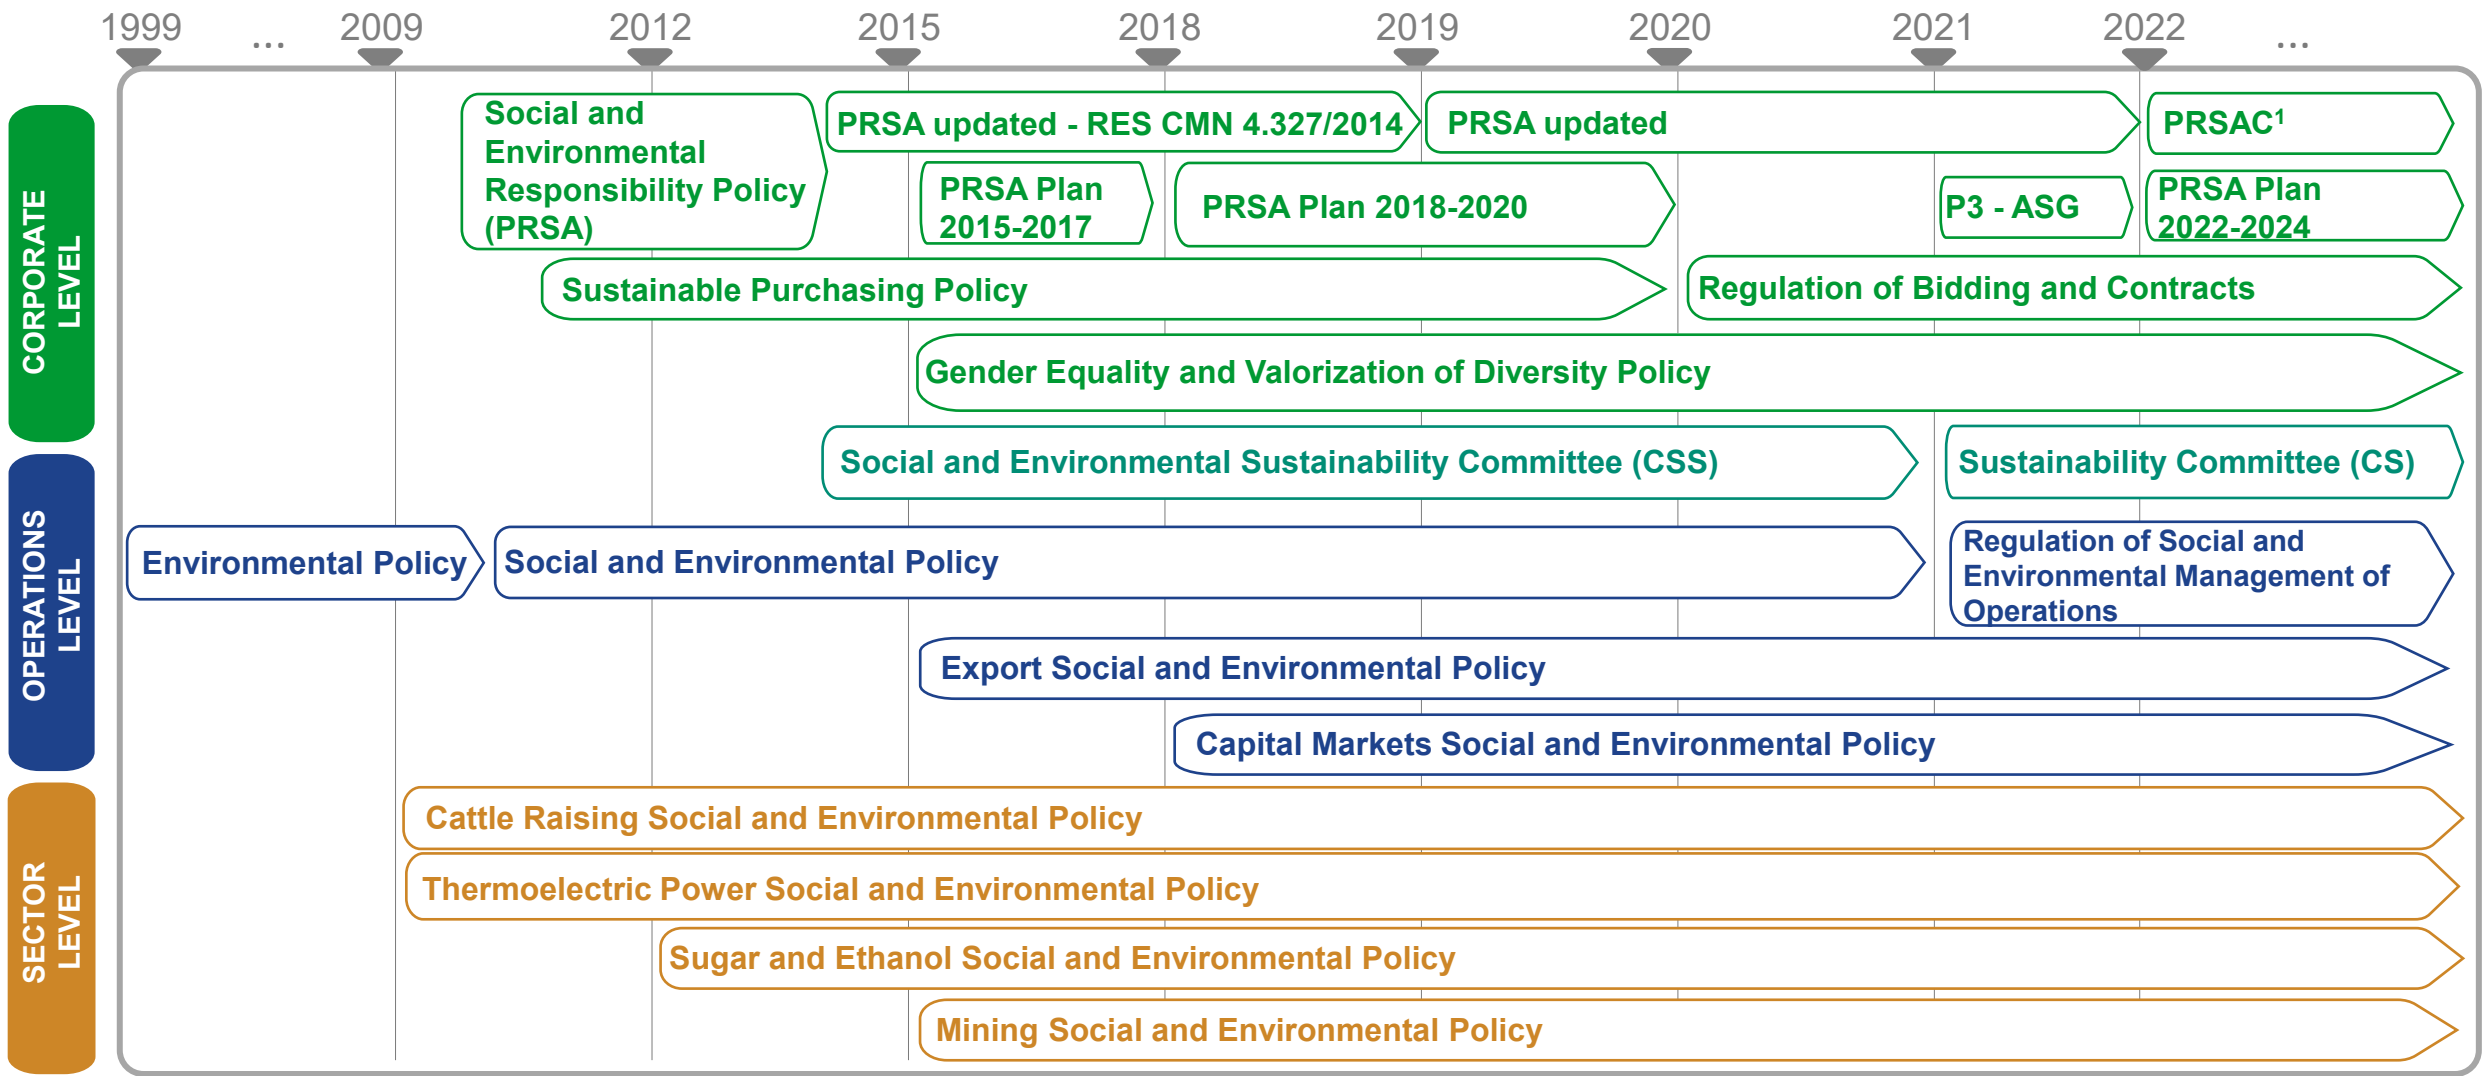 1999 ... 2009 2012 2015 2018 2019 2020 2021 2022 ...
CORPORATE
LEVEL
Social and
Environmental
Responsibility Policy
(PRSA)
PRSA updated - RES CMN 4.327/2014
PRSA updated
PRSAC¹
PRSA Plan
2015-2017
PRSA Plan 2018-2020
P3 - ASG
PRSA Plan
2022-2024
Sustainable Purchasing Policy
Regulation of Bidding and Contracts
Gender Equality and Valorization of Diversity Policy
Social and Environmental Sustainability Committee (CSS)
Sustainability Committee (CS)
OPERATIONS
LEVEL
Environmental Policy
Social and Environmental Policy
Regulation of Social and
Environmental Management of
Operations
Export Social and Environmental Policy
Capital Markets Social and Environmental Policy
SECTOR
LEVEL
Cattle Raising Social and Environmental Policy
Thermoelectric Power Social and Environmental Policy
Sugar and Ethanol Social and Environmental Policy
Mining Social and Environmental Policy